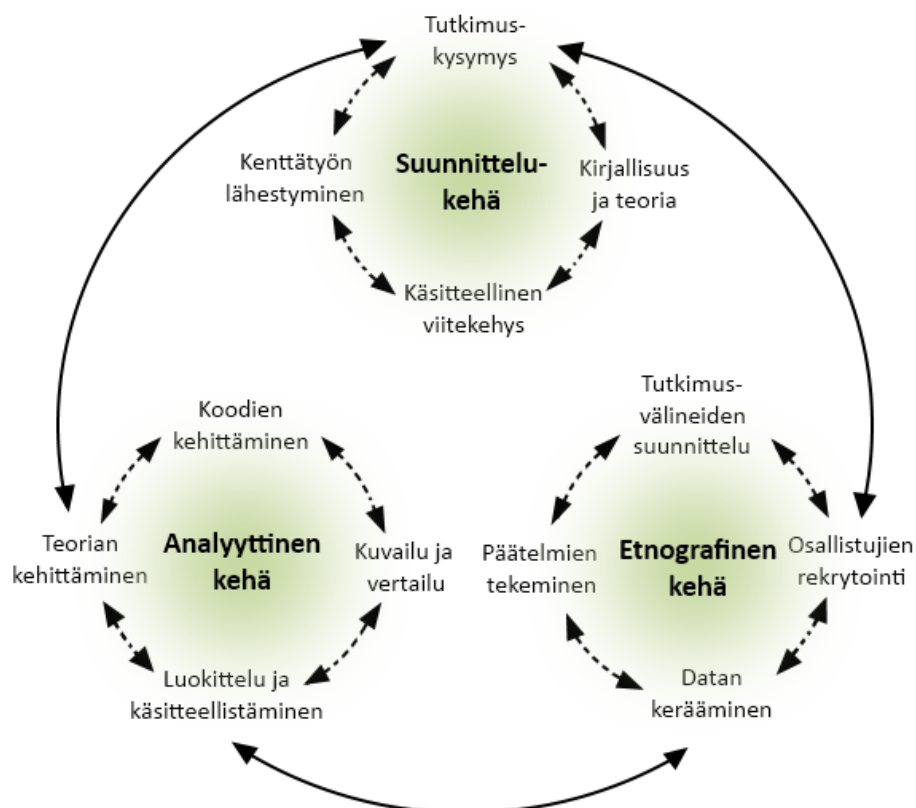 Tutkimus-
kysymys
Kenttätyön
lähestyminen
Suunnittelu-
kehä
Kirjallisuus
ja teoria
Käsitteellinen
viitekehys
Koodien
kehittäminen
Teorian
kehittäminen
Analyyttinen
kehä
Kuvailu ja
vertailu
Luokittelu ja
käsitteellistäminen
Tutkimus-
välineiden
suunnittelu
Päätelmien
tekeminen
Etnografinen
kehä
Osallistujien
rekrytointi
Datan
kerääminen